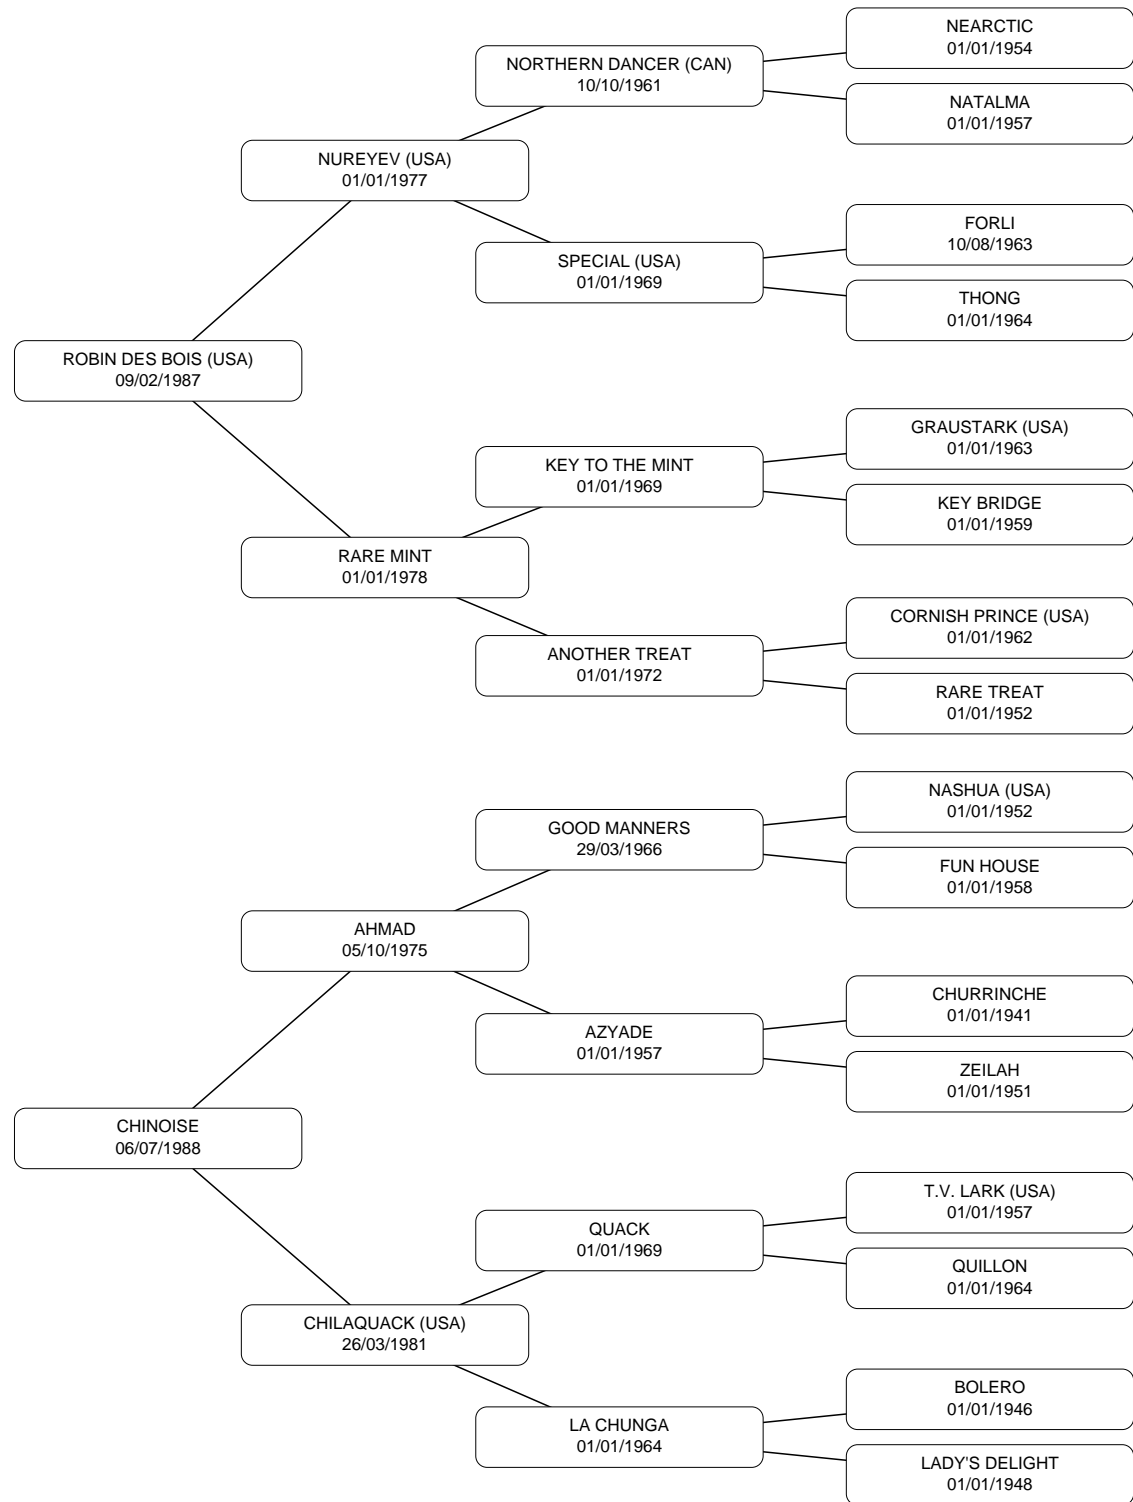 NEARCTIC
01/01/1954
NORTHERN DANCER (CAN)
10/10/1961
NATALMA
01/01/1957
NUREYEV (USA)
01/01/1977
FORLI
10/08/1963
SPECIAL (USA)
01/01/1969
THONG
01/01/1964
ROBIN DES BOIS (USA)
09/02/1987
GRAUSTARK (USA)
01/01/1963
KEY TO THE MINT
01/01/1969
KEY BRIDGE
01/01/1959
RARE MINT
01/01/1978
CORNISH PRINCE (USA)
01/01/1962
ANOTHER TREAT
01/01/1972
RARE TREAT
01/01/1952
NASHUA (USA)
01/01/1952
GOOD MANNERS
29/03/1966
FUN HOUSE
01/01/1958
AHMAD
05/10/1975
CHURRINCHE
01/01/1941
AZYADE
01/01/1957
ZEILAH
01/01/1951
CHINOISE
06/07/1988
T.V. LARK (USA)
01/01/1957
QUACK
01/01/1969
QUILLON
01/01/1964
CHILAQUACK (USA)
26/03/1981
BOLERO
01/01/1946
LA CHUNGA
01/01/1964
LADY'S DELIGHT
01/01/1948